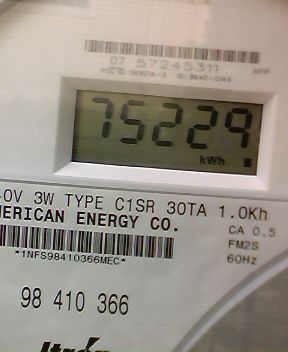 07 57245311
75229
kWh
0V 3W TYPE C1SR 30TA 1.0Kh
MERICAN ENERGY CO.
CA 0.5
FM2S
60Hz
*1NFS98410366MEC*
98 410 366
Itron